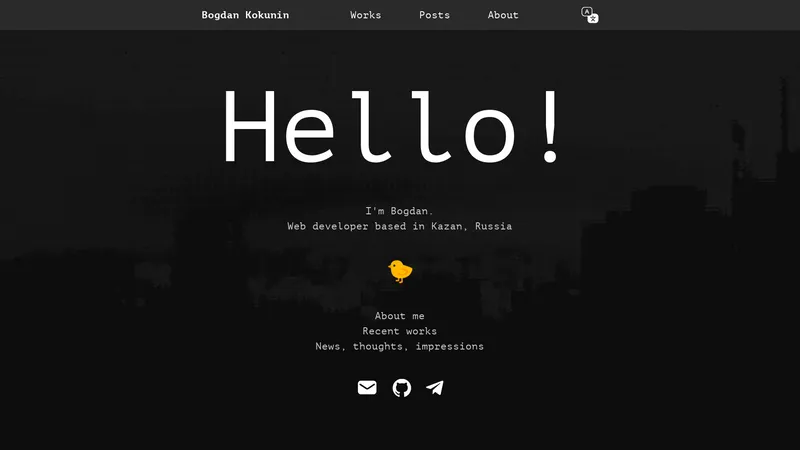 Bogdan Kokunin Works Posts About
A 文
Hello!
I'm Bogdan.
Web developer based in Kazan, Russia
About me
Recent works
News, thoughts, impressions